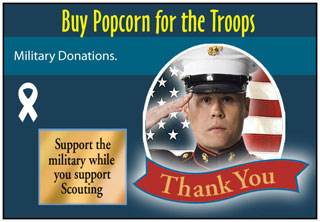 Buy Popcorn for the Troops
Military Donations.
Support the
military while
you support
Scouting
Thank You